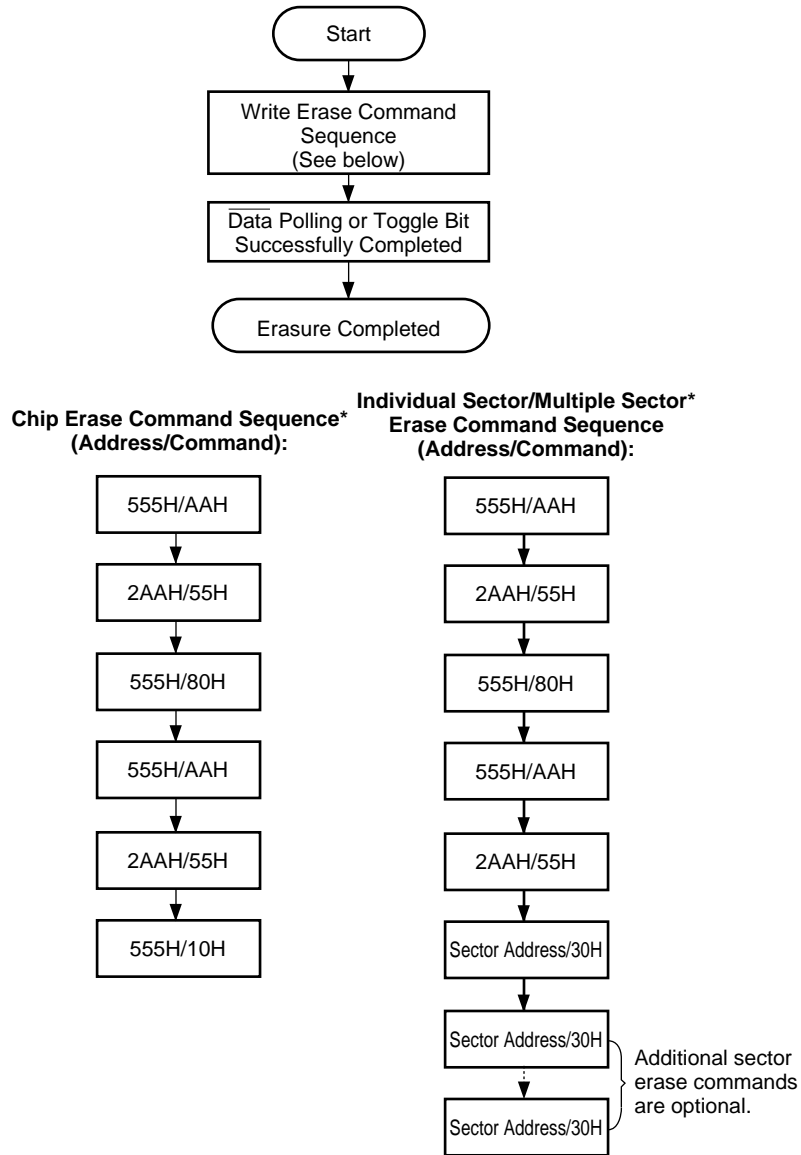 Start
Write Erase Command
Sequence
(See below)
Data Polling or Toggle Bit
Successfully Completed
Erasure Completed
Chip Erase Command Sequence*
(Address/Command):
555H/AAH
2AAH/55H
555H/80H
555H/AAH
2AAH/55H
555H/10H
Individual Sector/Multiple Sector*
Erase Command Sequence
(Address/Command):
555H/AAH
2AAH/55H
555H/80H
555H/AAH
2AAH/55H
Sector Address/30H
Sector Address/30H
Sector Address/30H
Additional sector
erase commands
are optional.